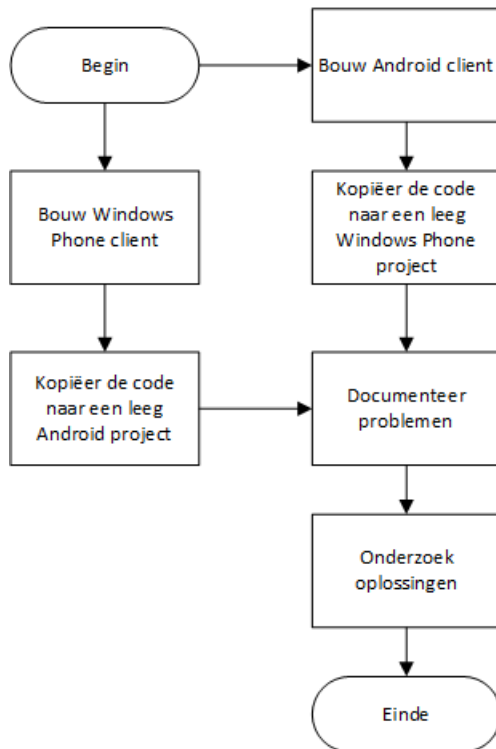 Begin
Bouw Android client
Bouw Windows
Phone client
Kopiëer de code
naar een leeg
Windows Phone
project
Kopiëer de code
naar een leeg
Android project
Documenteer
problemen
Onderzoek
oplossingen
Einde